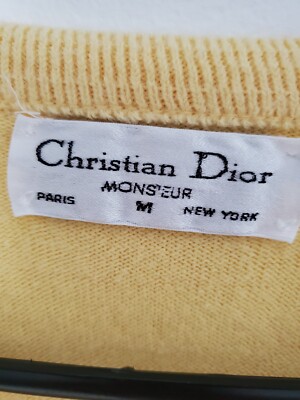 Christian Dior
MONSIEUR
PARIS M NEW YORK